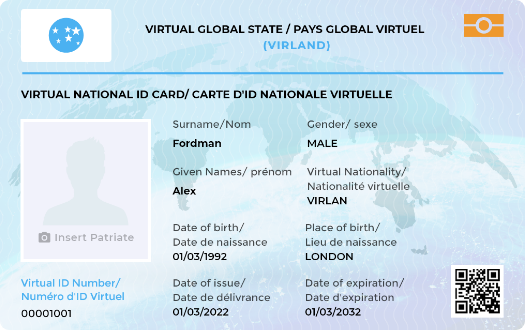 VIRTUAL GLOBAL STATE / PAYS GLOBAL VIRTUEL
(VIRLAND)
VIRTUAL NATIONAL ID CARD/ CARTE D'ID NATIONALE VIRTUELLE
Surname/Nom
Fordman
Gender/ sexe
MALE
Given Names/ prénom
Alex
Virtual Nationality/
Nationalité virtuelle
VIRLAN
Insert Patriate
Date of birth/
Date de naissance
01/03/1992
Place of birth/
Lieu de naissance
LONDON
Virtual ID Number/
Numéro d'ID Virtuel
00001001
Date of issue/
Date de délivrance
01/03/2022
Date of expiration/
Date d'expiration
01/03/2032